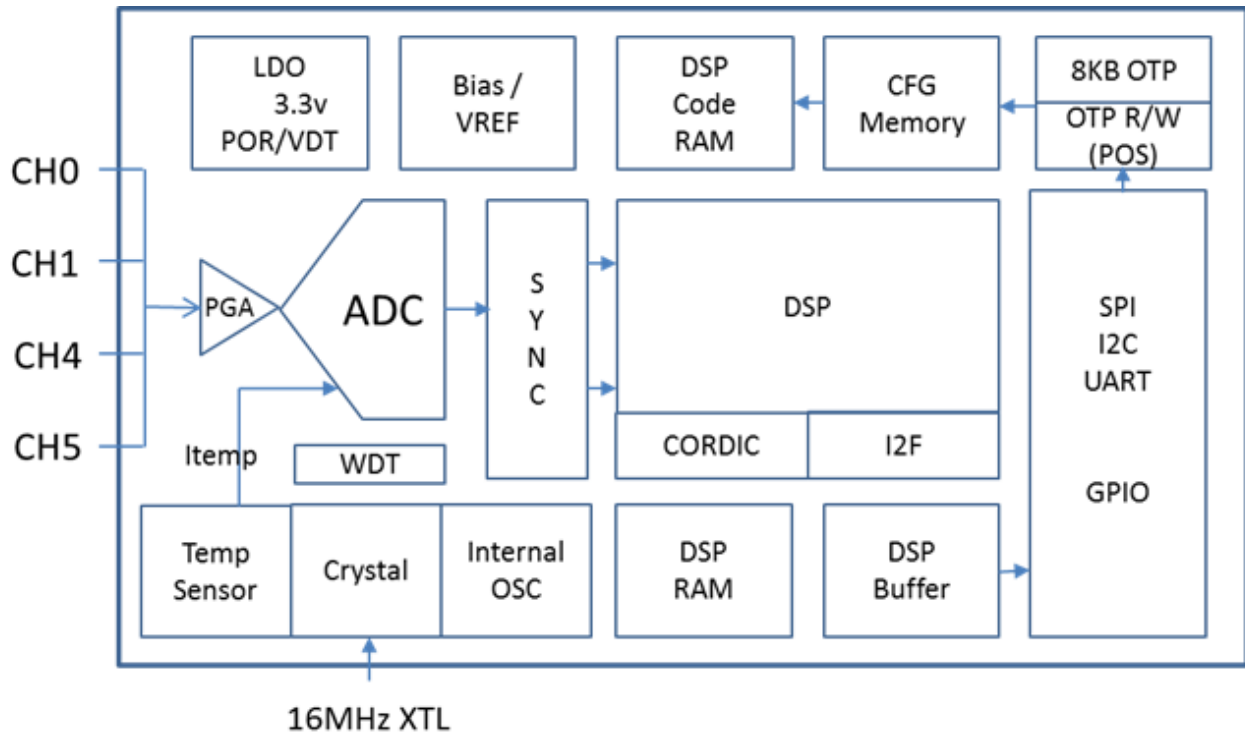 LDO
3.3v
POR/VDT
Bias /
VREF
DSP
Code
RAM
CFG
Memory
8KB OTP
OTP R/W
(POS)
CH0
CH1
CH4
CH5
PGA
ADC
S
Y
N
C
DSP
CORDIC
I2F
SPI
I2C
UART
GPIO
Itemp
WDT
Temp
Sensor
Crystal
Internal
OSC
DSP
RAM
DSP
Buffer
16MHz XTL